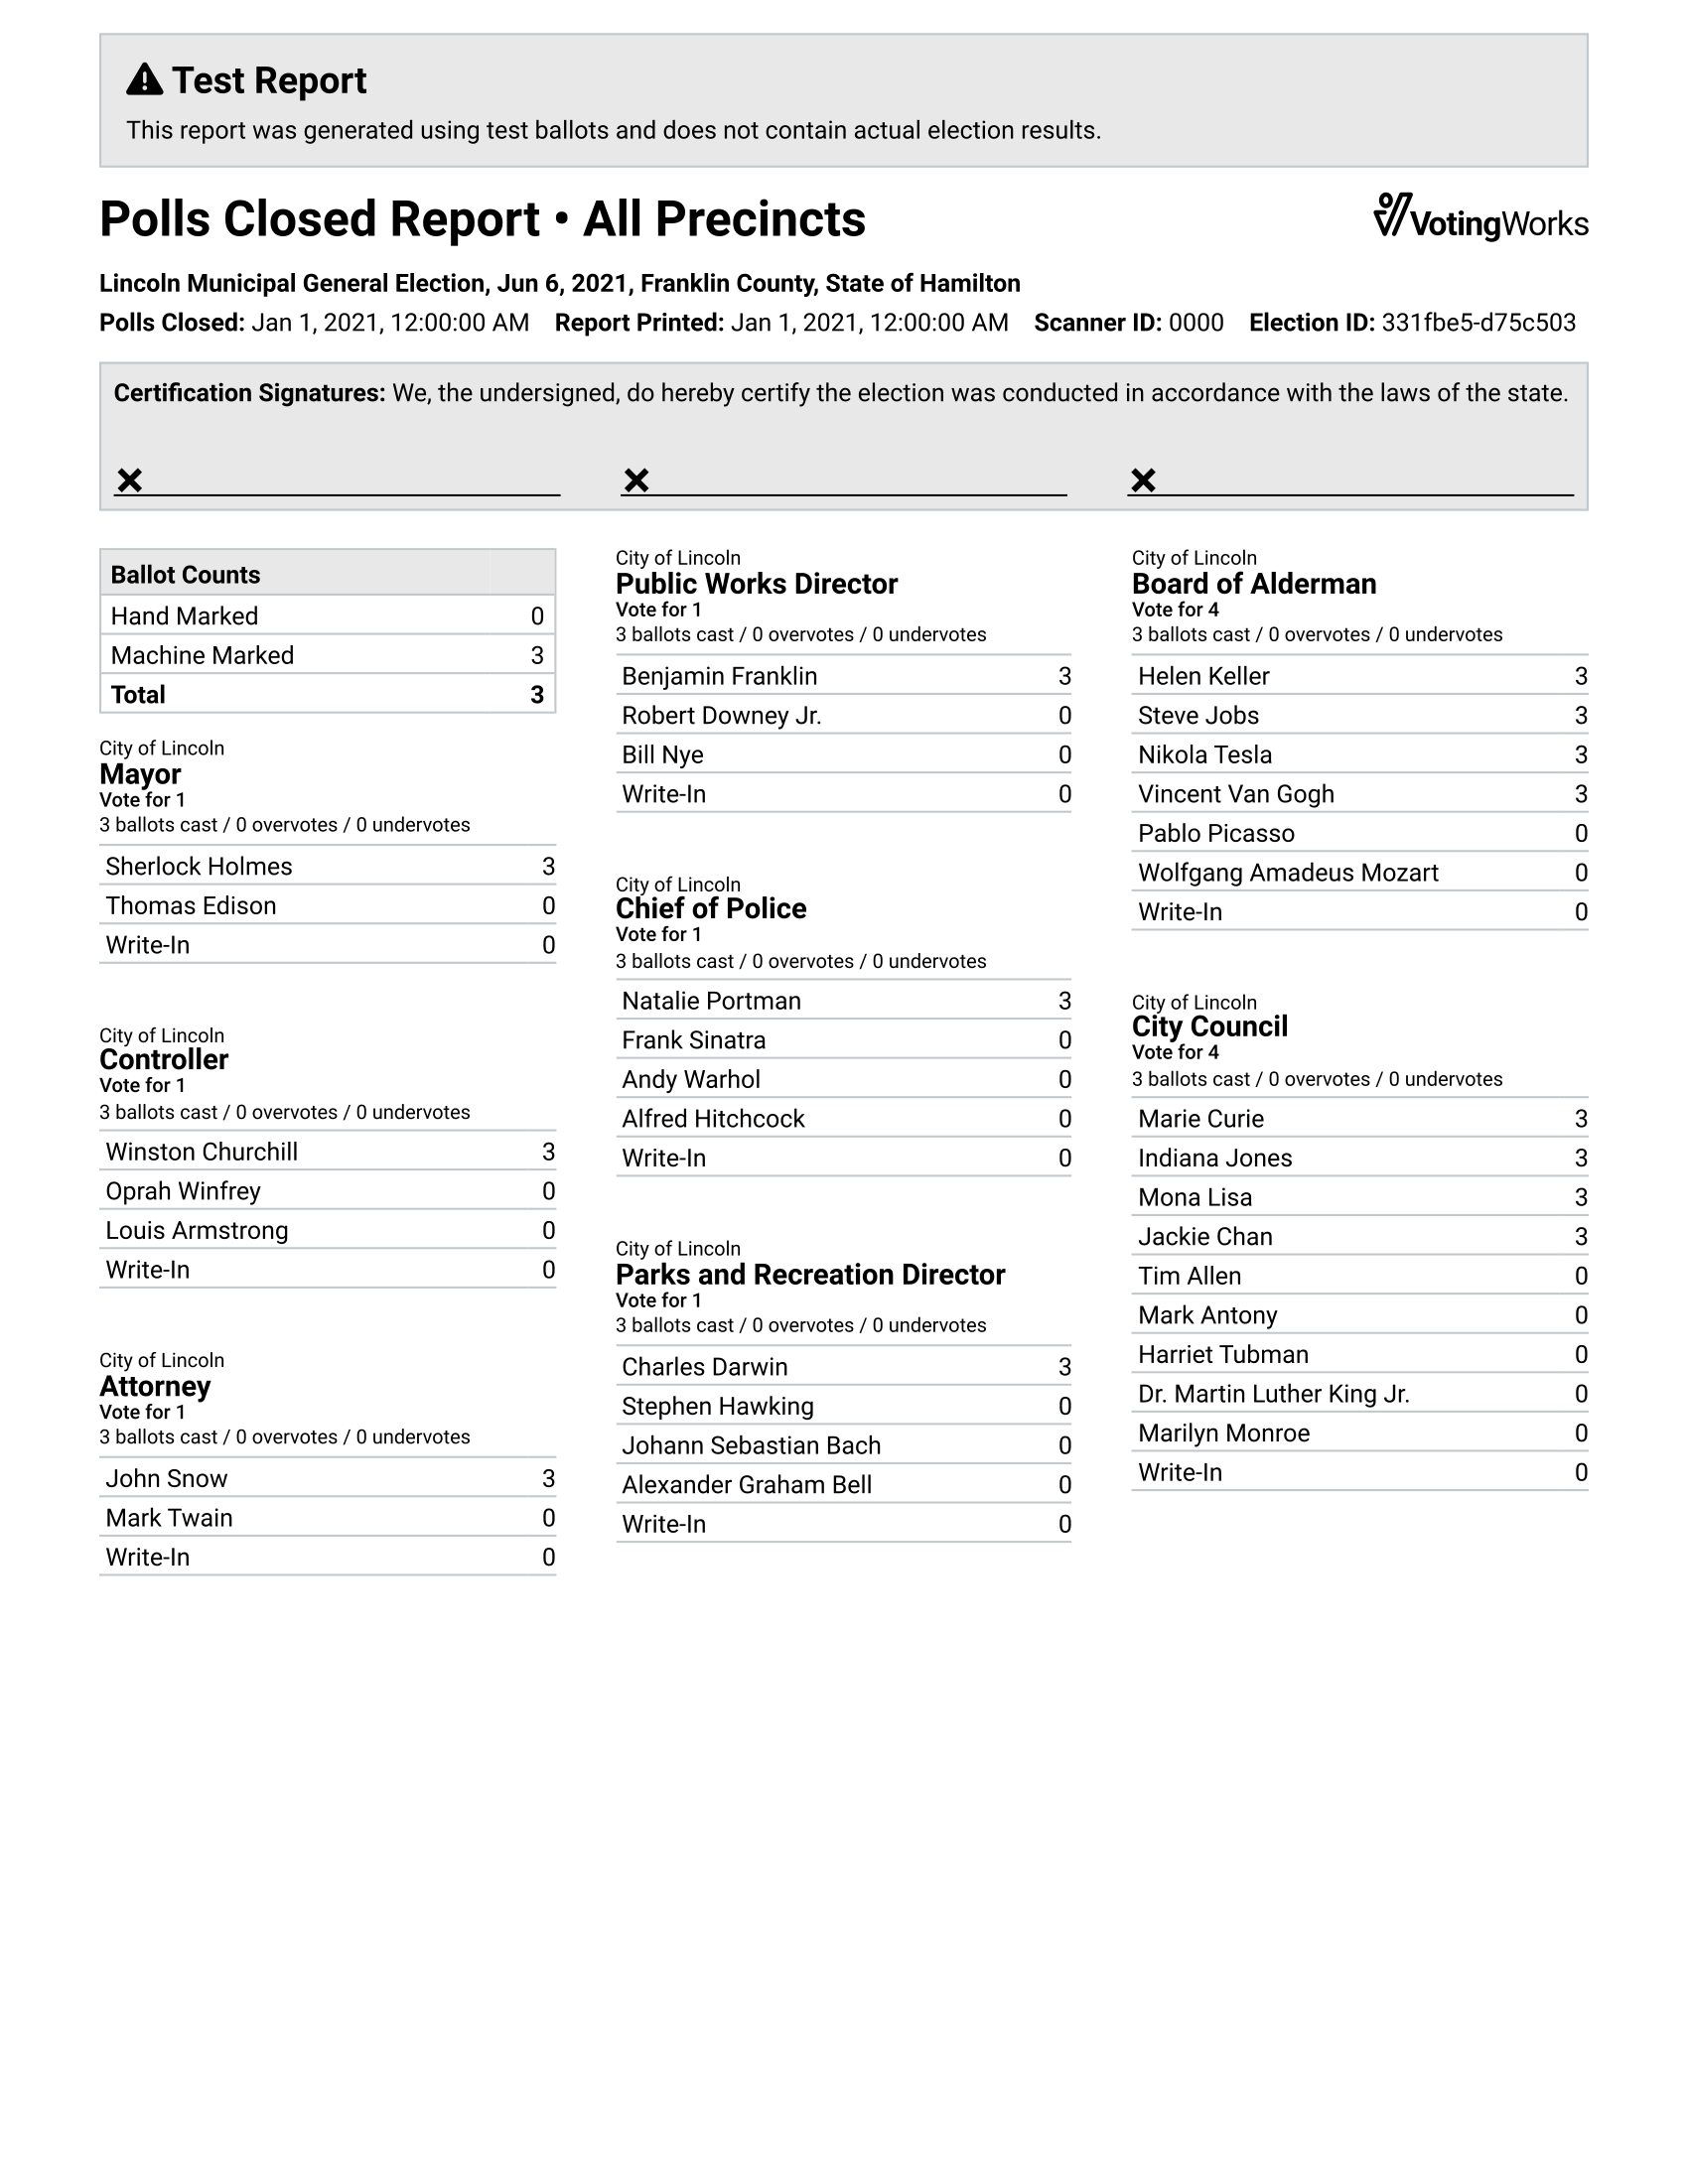 Test Report
This report was generated using test ballots and does not contain actual election results.
Polls Closed Report • All Precincts
VotingWorks
Lincoln Municipal General Election, Jun 6, 2021, Franklin County, State of Hamilton
Polls Closed: Jan 1, 2021, 12:00:00 AM Report Printed: Jan 1, 2021, 12:00:00 AM Scanner ID: 0000 Election ID: 331fbe5-d75c503
Certification Signatures: We, the undersigned, do hereby certify the election was conducted in accordance with the laws of the state.
Ballot Counts
Hand Marked 0
Machine Marked 3
Total 3
City of Lincoln
Mayor
Vote for 1
3 ballots cast / 0 overvotes / 0 undervotes
Sherlock Holmes 3
Thomas Edison 0
Write-In 0
City of Lincoln
Controller
Vote for 1
3 ballots cast / 0 overvotes / 0 undervotes
Winston Churchill 3
Oprah Winfrey 0
Louis Armstrong 0
Write-In 0
City of Lincoln
Attorney
Vote for 1
3 ballots cast / 0 overvotes / 0 undervotes
John Snow 3
Mark Twain 0
Write-In 0
City of Lincoln
Public Works Director
Vote for 1
3 ballots cast / 0 overvotes / 0 undervotes
Benjamin Franklin 3
Robert Downey Jr. 0
Bill Nye 0
Write-In 0
City of Lincoln
Chief of Police
Vote for 1
3 ballots cast / 0 overvotes / 0 undervotes
Natalie Portman 3
Frank Sinatra 0
Andy Warhol 0
Alfred Hitchcock 0
Write-In 0
City of Lincoln
Parks and Recreation Director
Vote for 1
3 ballots cast / 0 overvotes / 0 undervotes
Charles Darwin 3
Stephen Hawking 0
Johann Sebastian Bach 0
Alexander Graham Bell 0
Write-In 0
City of Lincoln
Board of Alderman
Vote for 4
3 ballots cast / 0 overvotes / 0 undervotes
Helen Keller 3
Steve Jobs 3
Nikola Tesla 3
Vincent Van Gogh 3
Pablo Picasso 0
Wolfgang Amadeus Mozart 0
Write-In 0
City of Lincoln
City Council
Vote for 4
3 ballots cast / 0 overvotes / 0 undervotes
Marie Curie 3
Indiana Jones 3
Mona Lisa 3
Jackie Chan 3
Tim Allen 0
Mark Antony 0
Harriet Tubman 0
Dr. Martin Luther King Jr. 0
Marilyn Monroe 0
Write-In 0